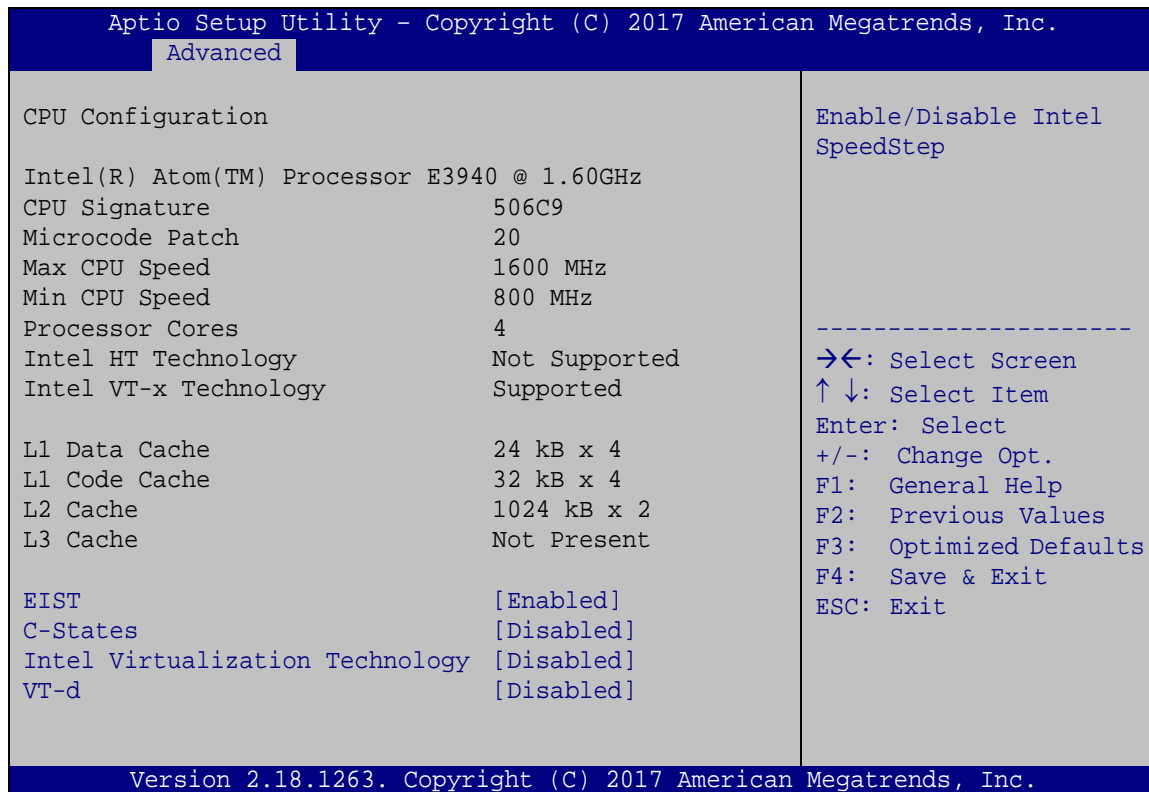 Aptio Setup Utility – Copyright (C) 2017 American Megatrends, Inc.
Advanced
CPU Configuration
Intel(R) Atom(TM) Processor E3940 @ 1.60GHz
CPU Signature 506C9
Microcode Patch 20
Max CPU Speed 1600 MHz
Min CPU Speed 800 MHz
Processor Cores 4
Intel HT Technology Not Supported
Intel VT-x Technology Supported
L1 Data Cache 24 kB x 4
L1 Code Cache 32 kB x 4
L2 Cache 1024 kB x 2
L3 Cache Not Present
EIST [Enabled]
C-States [Disabled]
Intel Virtualization Technology [Disabled]
VT-d [Disabled]
Enable/Disable Intel
SpeedStep
----------------------
→←: Select Screen
↑ ↓: Select Item
Enter: Select
+/-: Change Opt.
F1: General Help
F2: Previous Values
F3: Optimized Defaults
F4: Save & Exit
ESC: Exit
Version 2.18.1263. Copyright (C) 2017 American Megatrends, Inc.